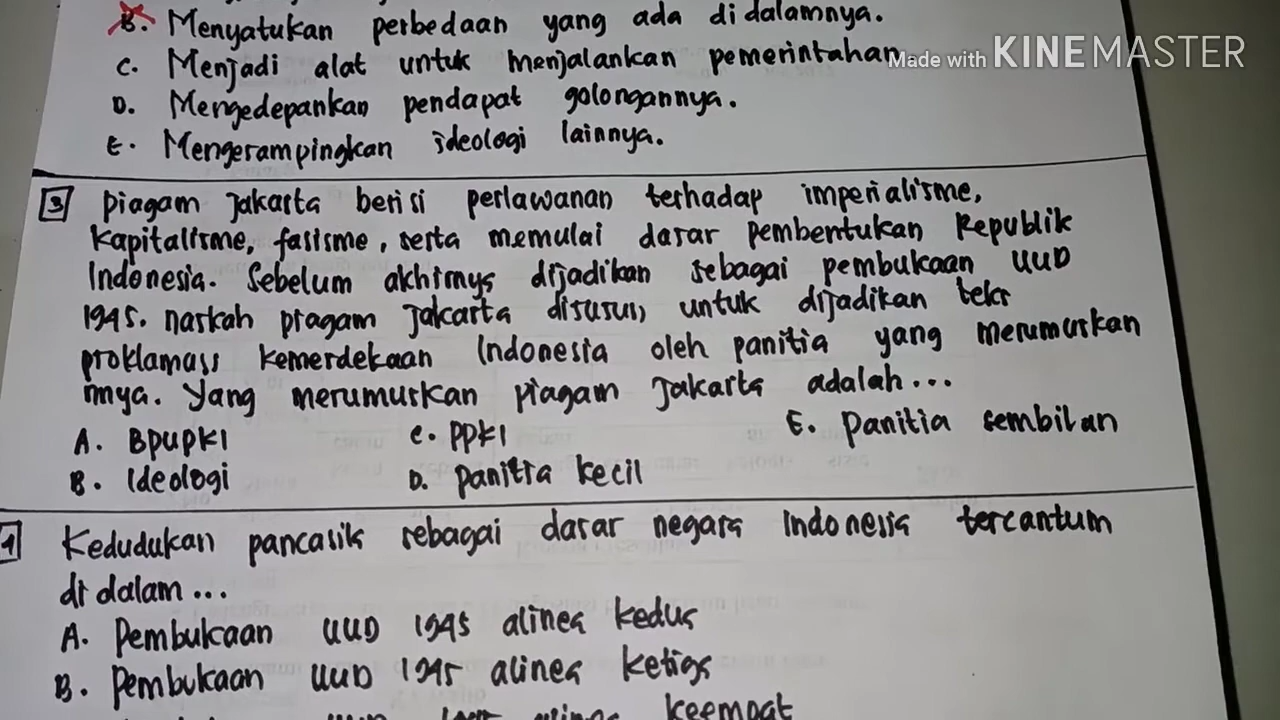 B. Menyatukan perbedaan yang ada di dalamnya.
C. Menjadi alat untuk menjalankan pemerintahan
Made with KINEMASTER
D. Mengedepankan pendapat golongannya.
E. Mengerampingkan ideologi lainnya.
3 piagam Jakarta berisi perlawanan terhadap imperialisme,
Kapitalisme, fasisme, serta memulai dasar pembentukan Republik
Indonesia. Sebelum akhirnya dijadikan sebagai pembukaan UUD
1945. naskah piagam Jakarta disusun untuk dijadikan teks
proklamasi kemerdekaan Indonesia oleh panitia yang merumuskan
nnya. Yang merumuskan piagam Jakarta adalah...
A. BPUPKI C. PPKI E. Panitia sembilan
B. Ideologi D. Panitia kecil
Kedudukan pancasila sebagai dasar negara Indonesia tercantum
di dalam ...
A. Pembukaan UUD 1945 alinea kedua
B. Pembukaan UUD 1945 alinea ketiga
keempat